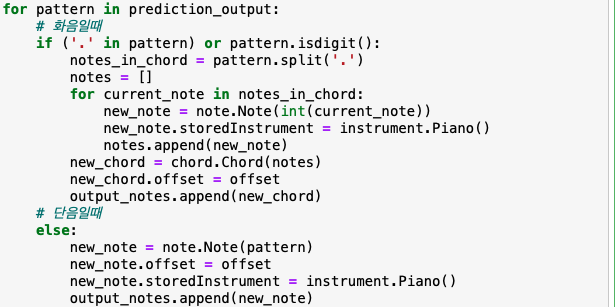 for pattern in prediction_output:
    # 화음일때
    if ('.' in pattern) or pattern.isdigit():
        notes_in_chord = pattern.split('.')
        notes = []
        for current_note in notes_in_chord:
            new_note = note.Note(int(current_note))
            new_note.storedInstrument = instrument.Piano()
            notes.append(new_note)
        new_chord = chord.Chord(notes)
        new_chord.offset = offset
        output_notes.append(new_chord)
    # 단음일때
    else:
        new_note = note.Note(pattern)
        new_note.offset = offset
        new_note.storedInstrument = instrument.Piano()
        output_notes.append(new_note)